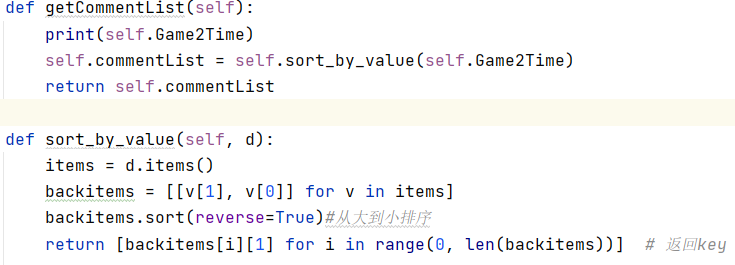 def getCommentList(self):
    print(self.Game2Time)
    self.commentList = self.sort_by_value(self.Game2Time)
    return self.commentList
def sort_by_value(self, d):
    items = d.items()
    backitems = [[v[1], v[0]] for v in items]
    backitems.sort(reverse=True)#从大到小排序
    return [backitems[i][1] for i in range(0, len(backitems))]  # 返回key